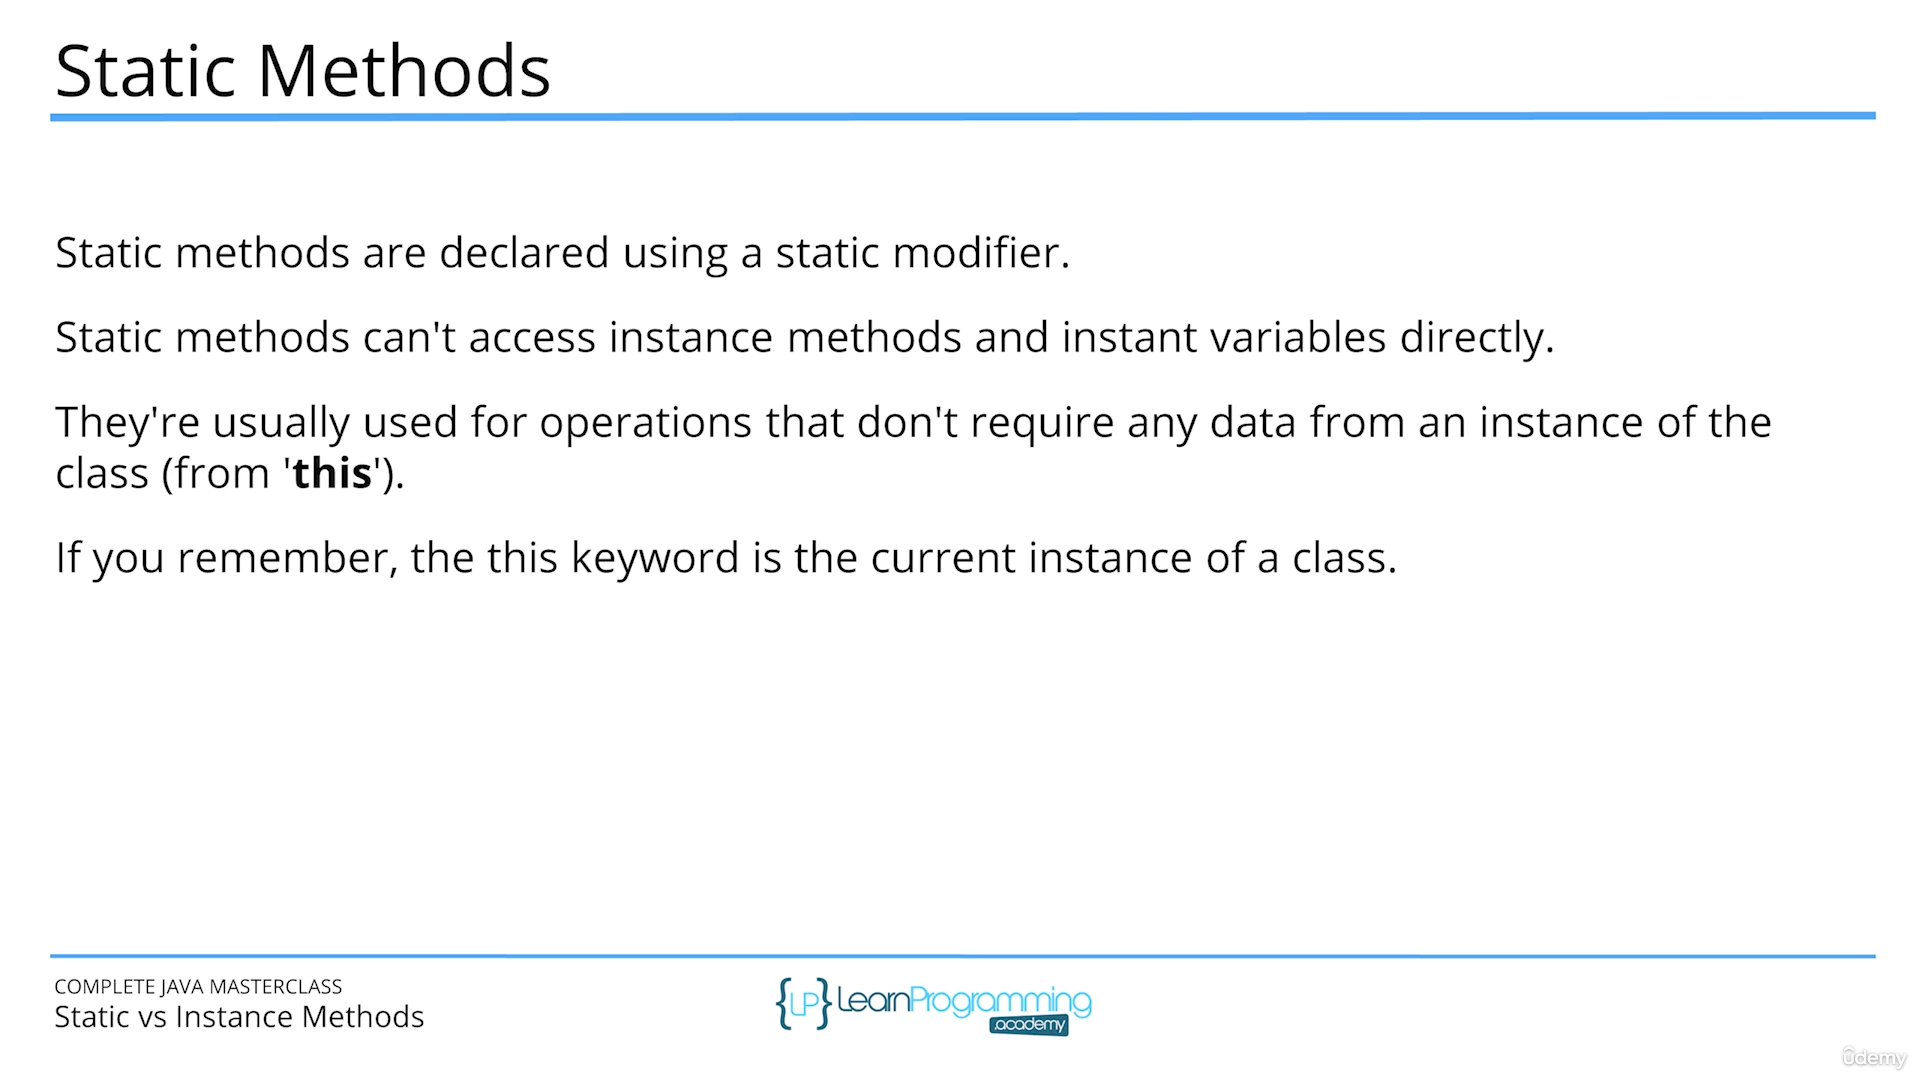 Static Methods
Static methods are declared using a static modifier.
Static methods can't access instance methods and instant variables directly.
They're usually used for operations that don't require any data from an instance of the
class (from 'this').
If you remember, the this keyword is the current instance of a class.
COMPLETE JAVA MASTERCLASS
Static vs Instance Methods
{LP} LearnProgramming
.academy
ûdemy